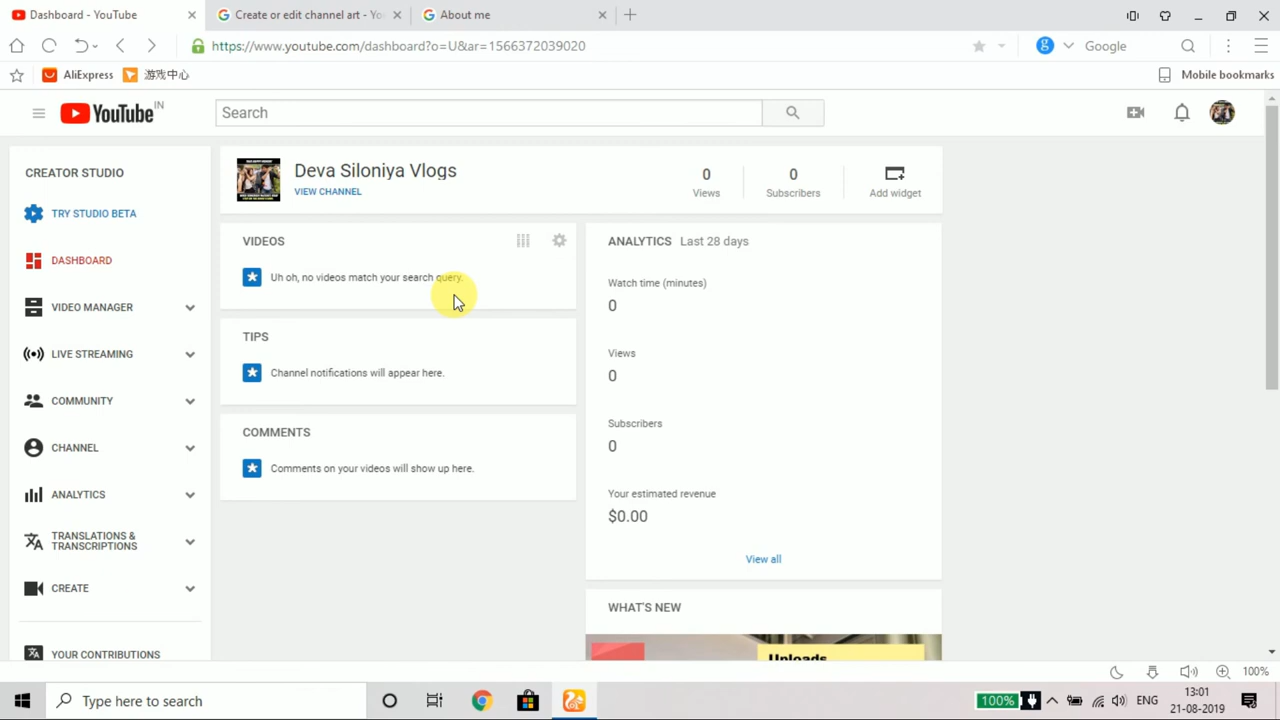 Dashboard - YouTube
Create or edit channel art - Yo
About me
https://www.youtube.com/dashboard?o=U&ar=1566372039020
Google
AliExpress
游戏中心
Mobile bookmarks
YouTube IN
Search
CREATOR STUDIO
TRY STUDIO BETA
DASHBOARD
VIDEO MANAGER
LIVE STREAMING
COMMUNITY
CHANNEL
ANALYTICS
TRANSLATIONS &
TRANSCRIPTIONS
CREATE
YOUR CONTRIBUTIONS
Deva Siloniya Vlogs
VIEW CHANNEL
0
Views
0
Subscribers
Add widget
VIDEOS
Uh oh, no videos match your search query.
TIPS
Channel notifications will appear here.
COMMENTS
Comments on your videos will show up here.
ANALYTICS Last 28 days
Watch time (minutes)
0
Views
0
Subscribers
0
Your estimated revenue
$0.00
View all
WHAT'S NEW
Uploads
100%
Type here to search
100%
ENG
13:01
21-08-2019